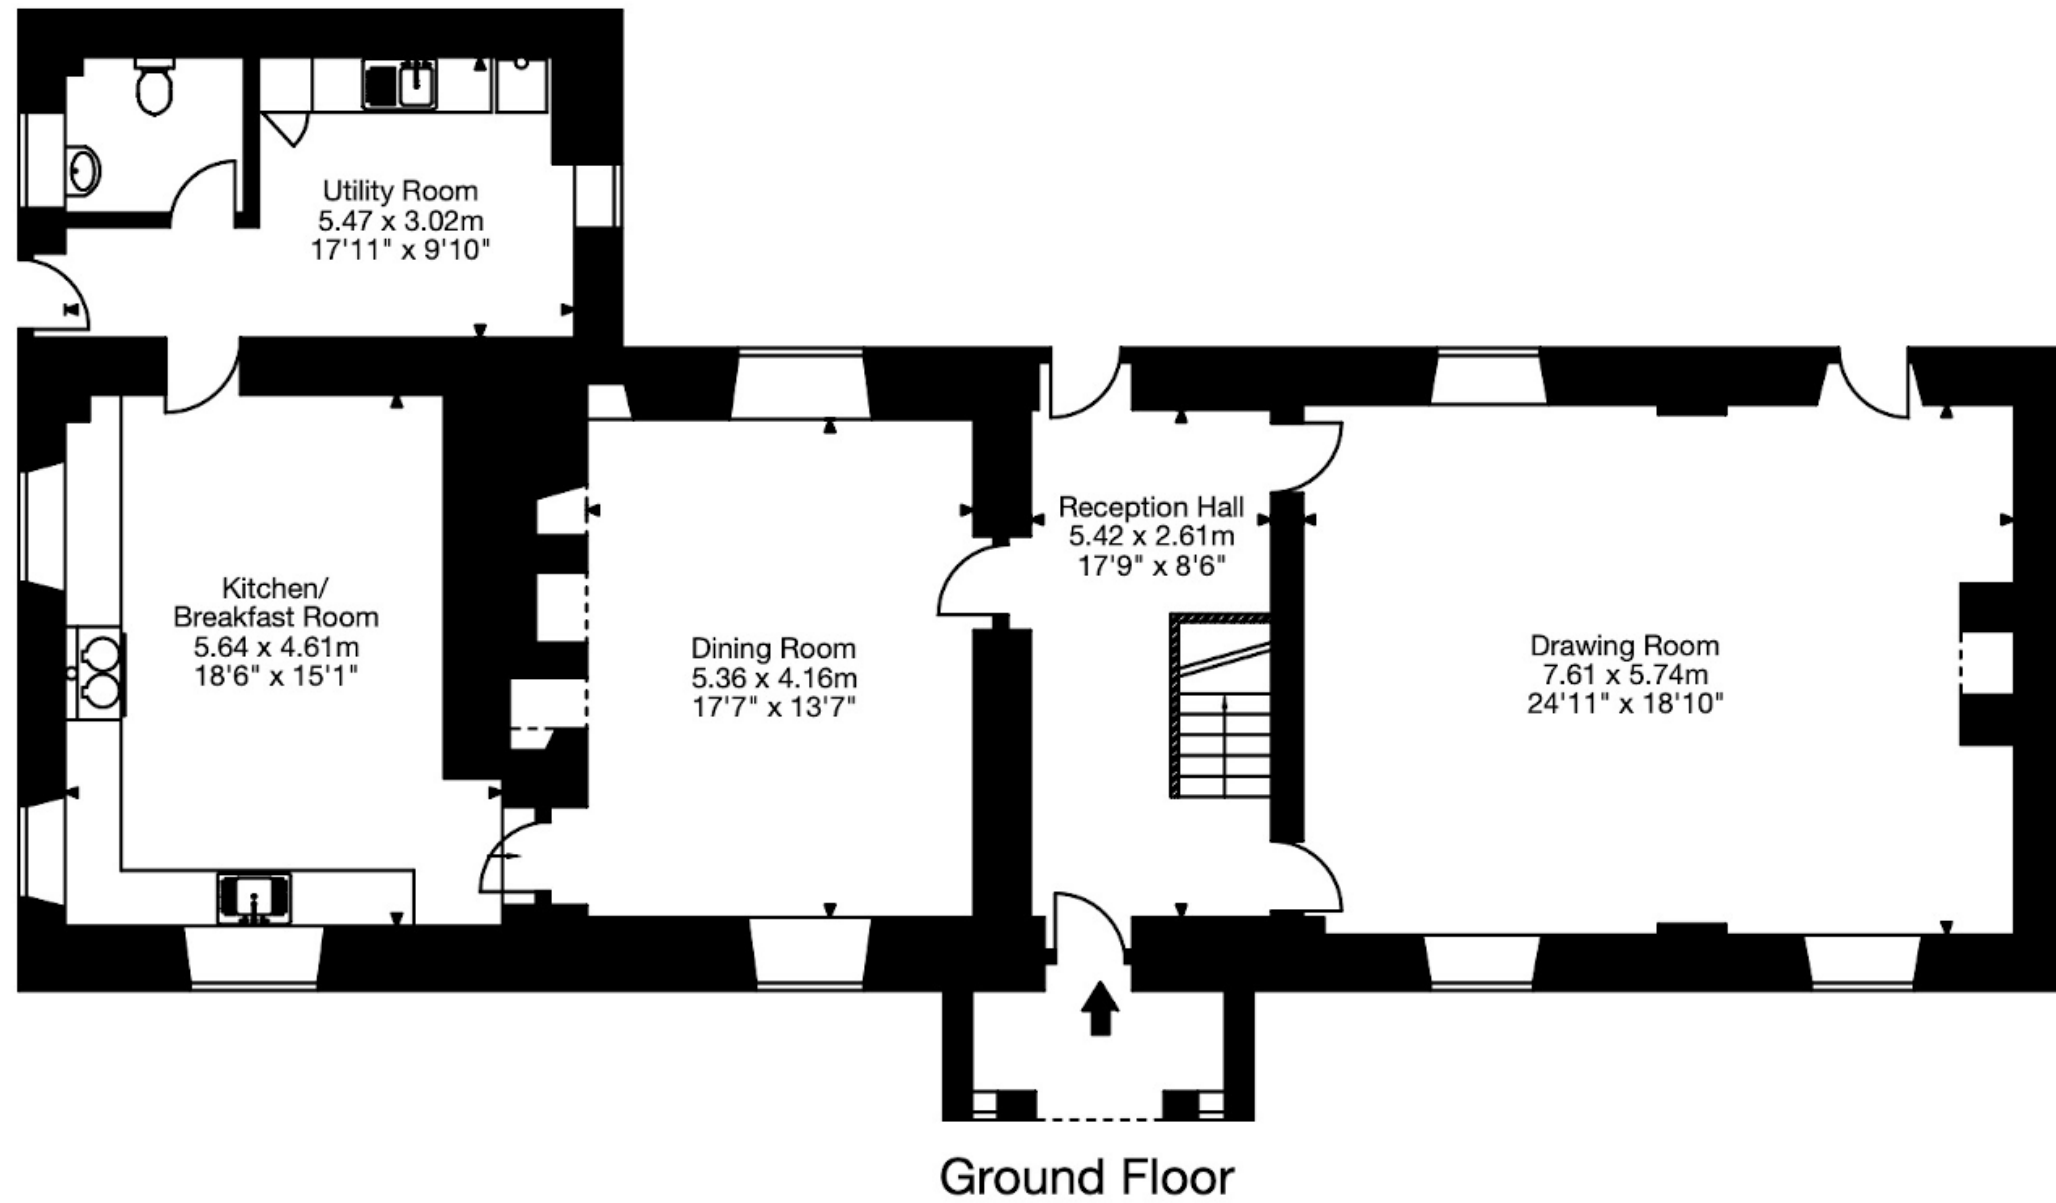 Utility Room
5.47 x 3.02m
17'11" x 9'10"
Kitchen/
Breakfast Room
5.64 x 4.61m
18'6" x 15'1"
Dining Room
5.36 x 4.16m
17'7" x 13'7"
Reception Hall
5.42 x 2.61m
17'9" x 8'6"
Drawing Room
7.61 x 5.74m
24'11" x 18'10"
Ground Floor